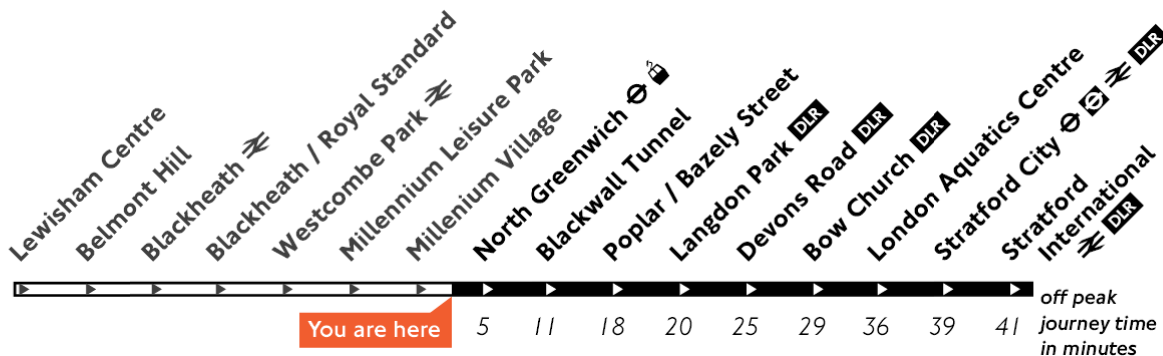 Lewisham Centre
Belmont Hill
Blackheath
Blackheath / Royal Standard
Westcombe Park
Millennium Leisure Park
Millenium Village
North Greenwich
Blackwall Tunnel
Poplar / Bazely Street
Langdon Park DLR
Devons Road DLR
Bow Church DLR
London Aquatics Centre
Stratford City DLR
Stratford
International
DLR
You are here
5 11 18 20 25 29 36 39 41
off peak
journey time
in minutes